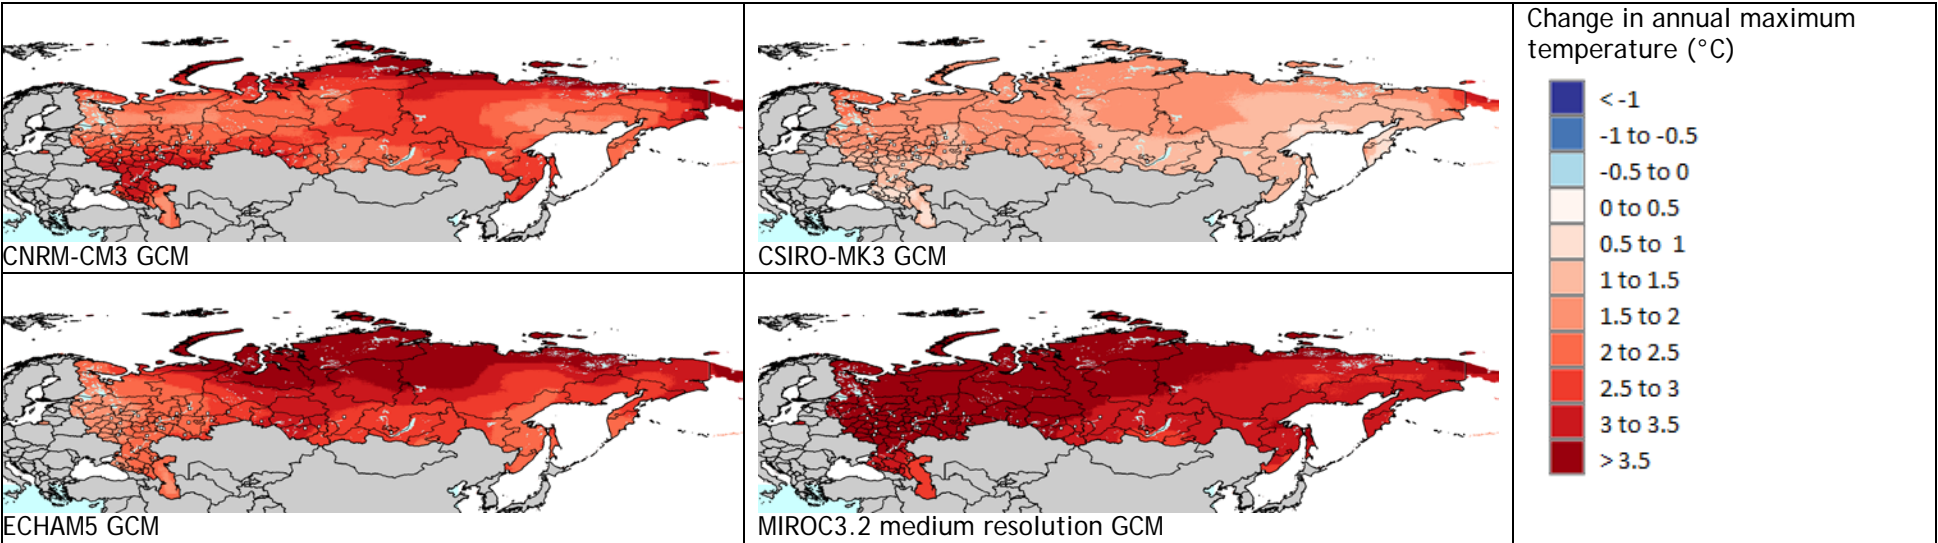 CNRM-CM3 GCM
CSIRO-MK3 GCM
ECHAM5 GCM
MIROC3.2 medium resolution GCM
Change in annual maximum
temperature (°C)
< -1
-1 to -0.5
-0.5 to 0
0 to 0.5
0.5 to 1
1 to 1.5
1.5 to 2
2 to 2.5
2.5 to 3
3 to 3.5
> 3.5